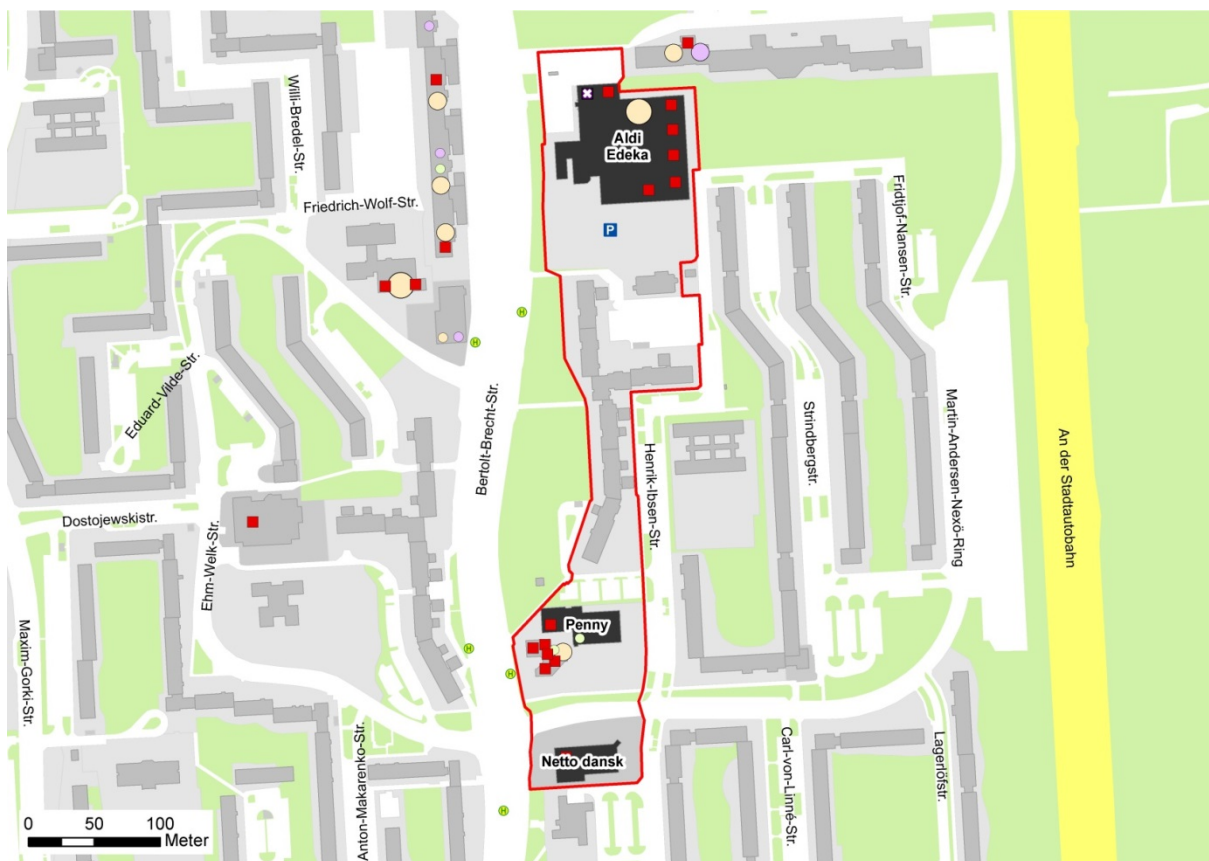 Willi-Bredel-Str.
Aldi
Edeka
Friedrich-Wolf-Str.
P
Fridtjof-Nansen-Str.
H
H
Eduard-Vilde-Str.
Bertolt-Brecht-Str.
Strindbergstr.
Martin-Andersen-Nexö-Ring
An der Stadtautobahn
Henrik-Ibsen-Str.
Dostojewskistr.
Ehm-Welk-Str.
Maxim-Gorki-Str.
Penny
H
H
Netto dansk
Anton-Makarenko-Str.
Carl-von-Linné-Str.
Lagerlöfstr.
H
0 50 100
Meter